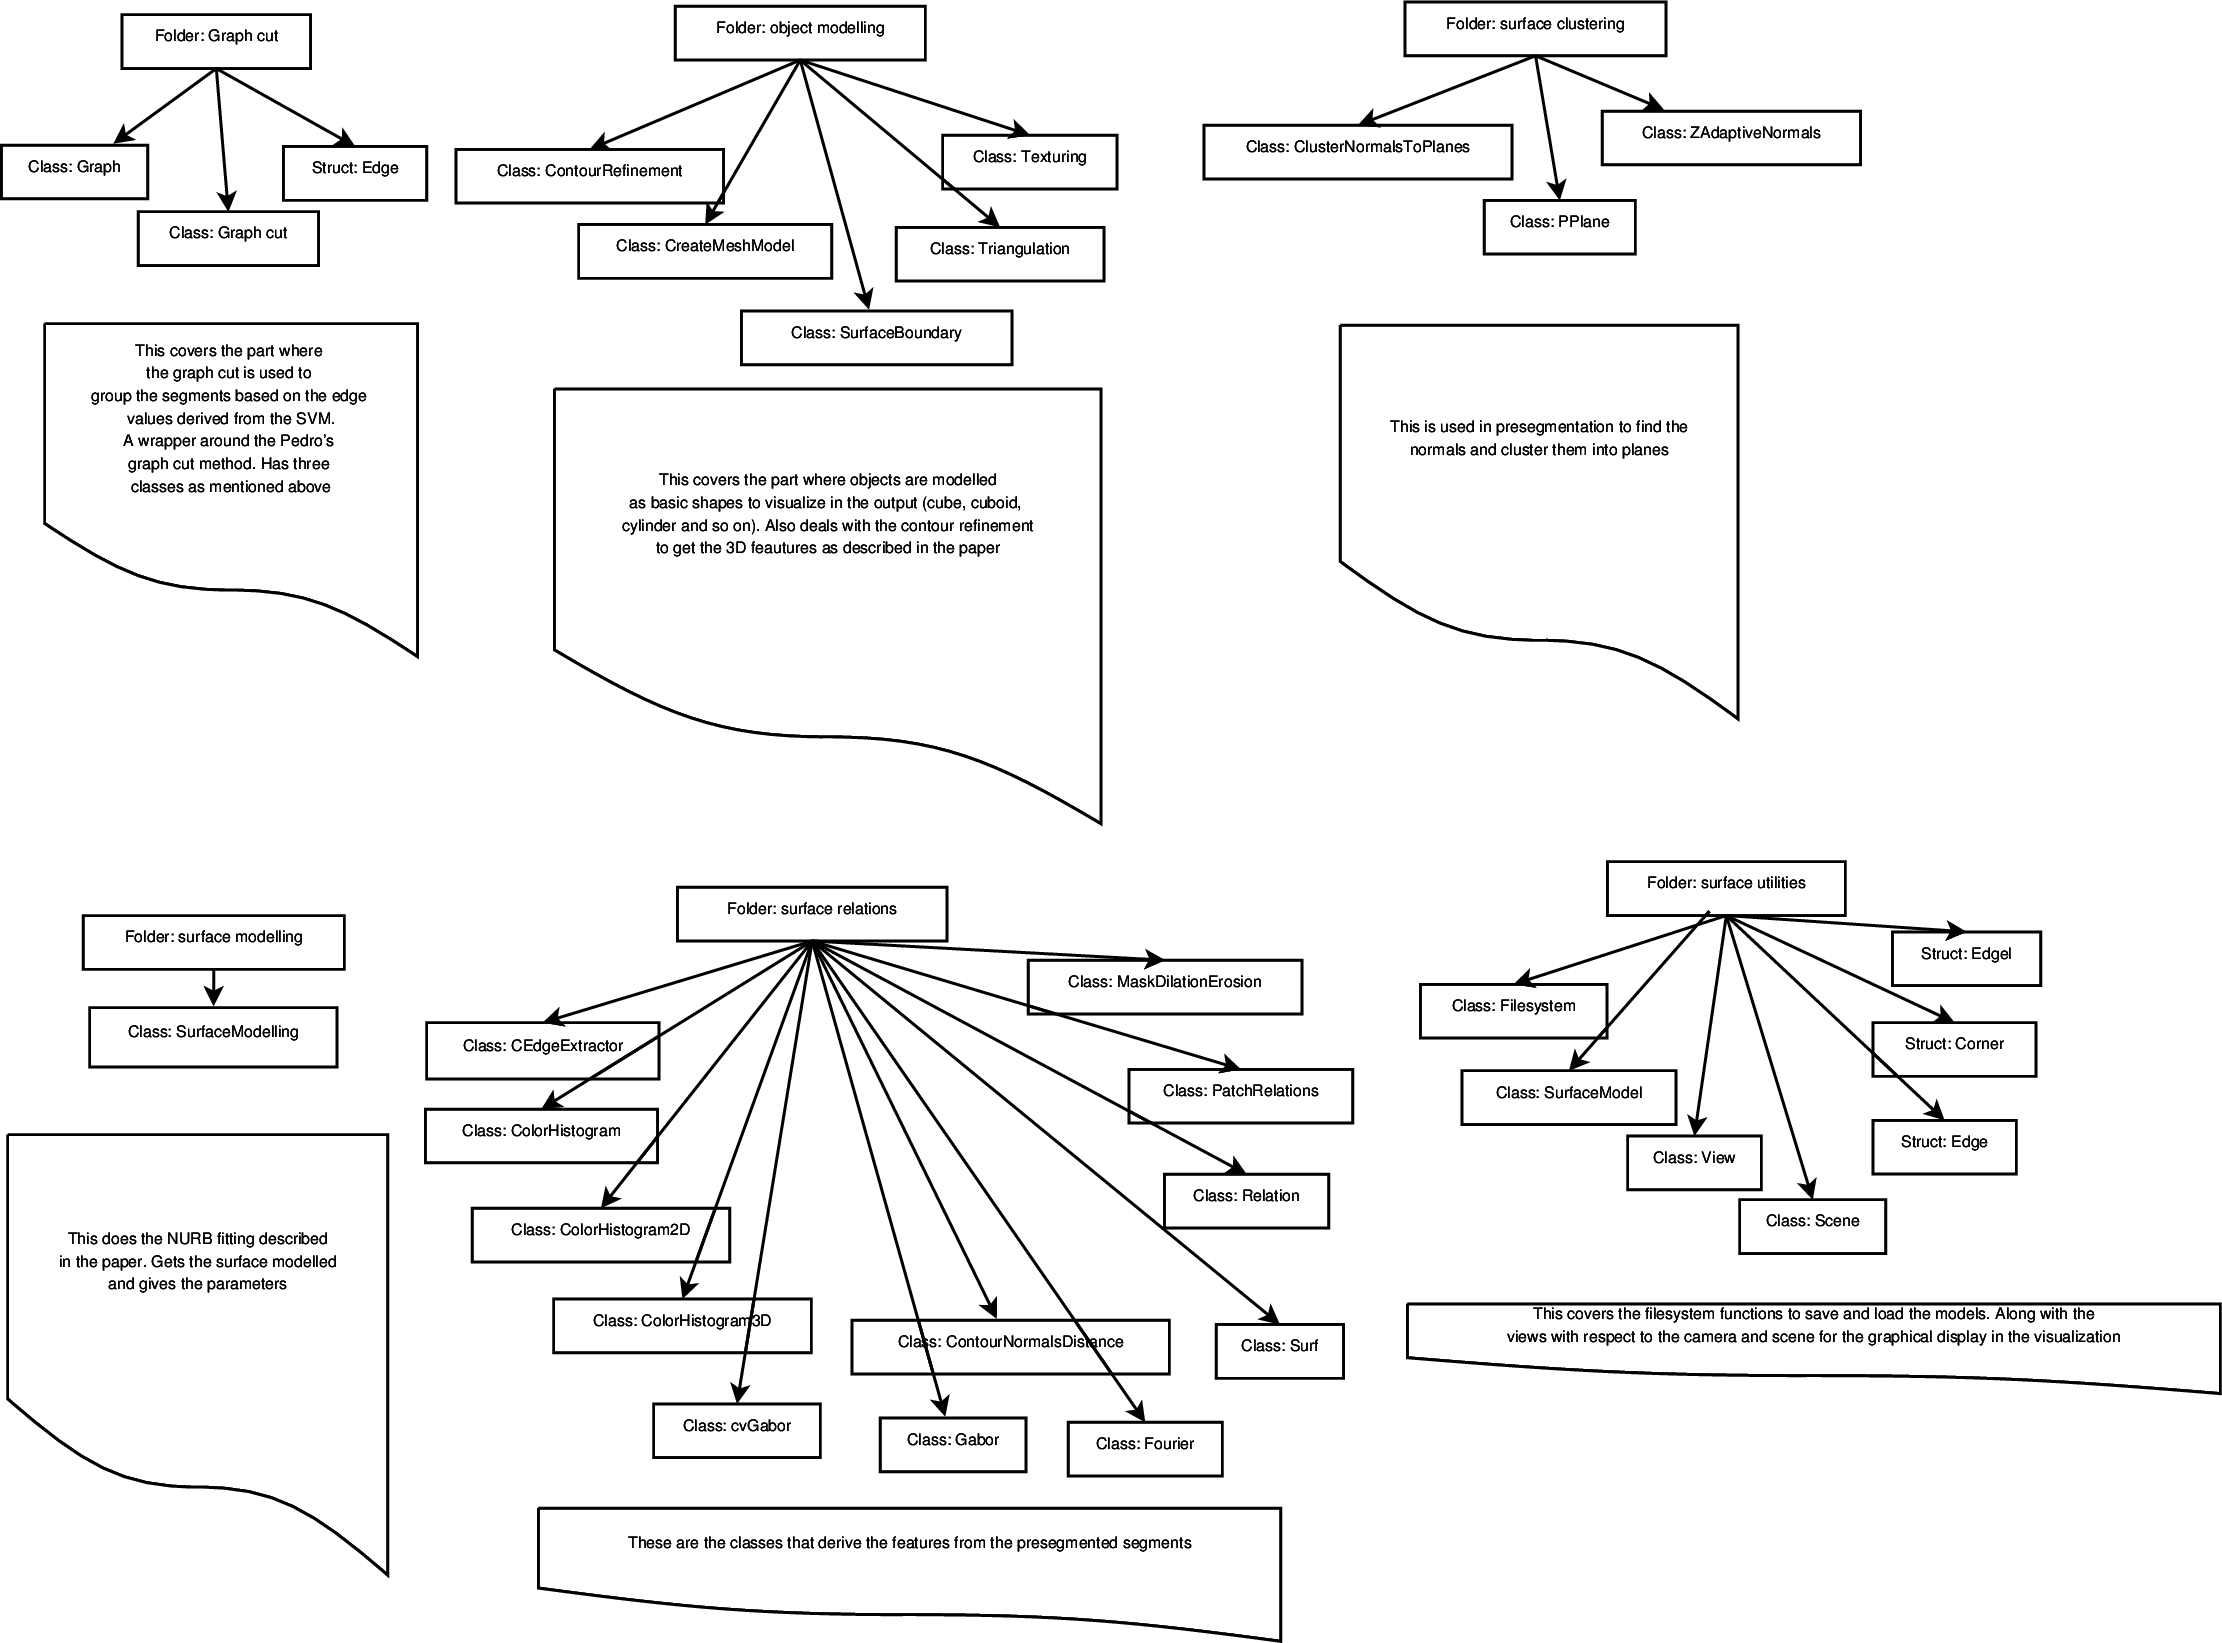 Folder: Graph cut
Class: Graph
Struct: Edge
Class: Graph cut
This covers the part where
the graph cut is used to
group the segments based on the edge
values derived from the SVM.
A wrapper around the Pedro's
graph cut method. Has three
classes as mentioned above
Folder: object modelling
Class: ContourRefinement
Class: Texturing
Class: CreateMeshModel
Class: Triangulation
Class: SurfaceBoundary
This covers the part where objects are modelled
as basic shapes to visualize in the output (cube, cuboid,
cylinder and so on). Also deals with the contour refinement
to get the 3D feautures as described in the paper
Folder: surface clustering
Class: ClusterNormalsToPlanes
Class: ZAdaptiveNormals
Class: PPlane
This is used in presegmentation to find the
normals and cluster them into planes
Folder: surface modelling
Class: SurfaceModelling
This does the NURB fitting described
in the paper. Gets the surface modelled
and gives the parameters
Folder: surface relations
Class: MaskDilationErosion
Class: CEdgeExtractor
Class: PatchRelations
Class: ColorHistogram
Class: Relation
Class: ColorHistogram2D
Class: ColorHistogram3D
Class: ContourNormalsDistance
Class: Surf
Class: cvGabor
Class: Gabor
Class: Fourier
These are the classes that derive the features from the presegmented segments
Folder: surface utilities
Struct: Edgel
Class: Filesystem
Struct: Corner
Class: SurfaceModel
Struct: Edge
Class: View
Class: Scene
This covers the filesystem functions to save and load the models. Along with the
views with respect to the camera and scene for the graphical display in the visualization